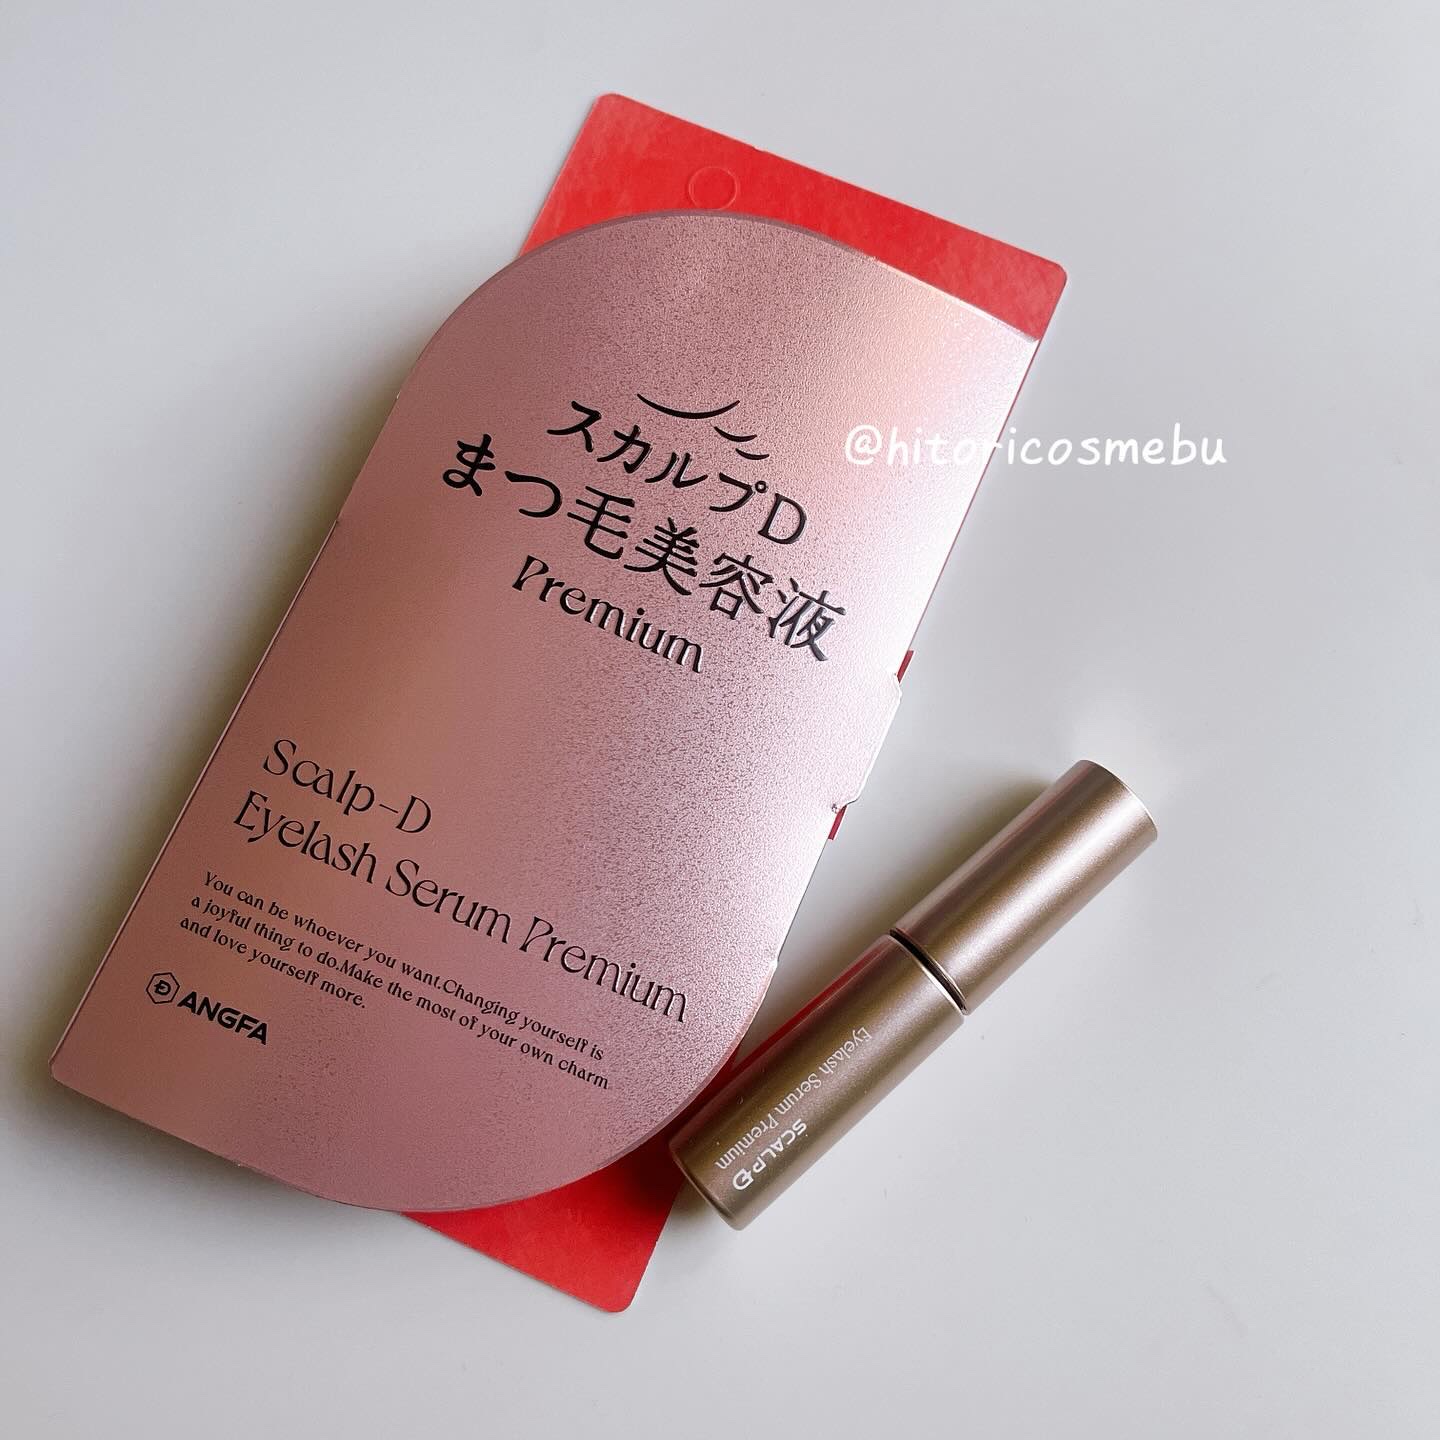 スカルプD
まつ毛美容液
Premium
@hitoricosmebu
Scalp-D
Eyelash Serum Premium
You can be whoever you want.Changing yourself is
a joyful thing to do.Make the most of your own charm
and love yourself more.
ANGFA
SCALP D
Eyelash Serum Premium